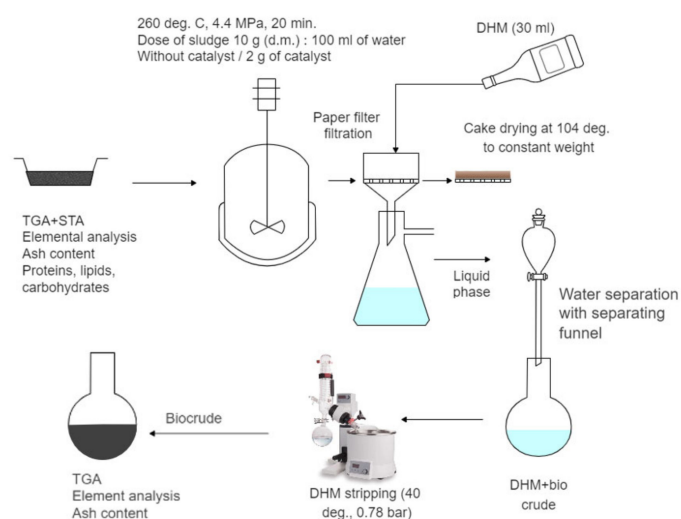 260 deg. C, 4.4 MPa, 20 min.
Dose of sludge 10 g (d.m.) : 100 ml of water
Without catalyst / 2 g of catalyst
DHM (30 ml)
Paper filter
filtration
Cake drying at 104 deg.
to constant weight
TGA+STA
Elemental analysis
Ash content
Proteins, lipids,
carbohydrates
Liquid
phase
Water separation
with separating
funnel
Biocrude
TGA
Element analysis
Ash content
DHM stripping (40
deg., 0.78 bar)
DHM+bio
crude